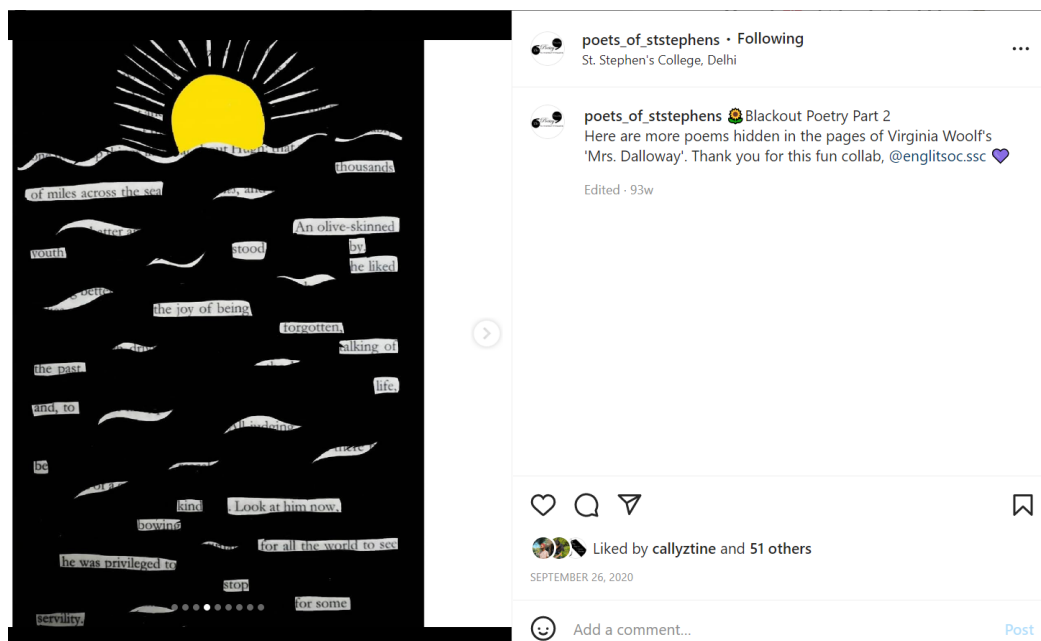 thousands
of miles across the sea
An olive-skinned
youth stood by.
he liked
the joy of being
forgotten,
alking of
the past.
life,
and, to
be
kind . Look at him now,
bowing
for all the world to see
he was privileged to
stop
for some
servility.
poets_of_ststephens • Following
St. Stephen's College, Delhi
poets_of_ststephens 🌻Blackout Poetry Part 2
Here are more poems hidden in the pages of Virginia Woolf's
'Mrs. Dalloway'. Thank you for this fun collab, @englitsoc.ssc 💜
Edited · 93w
Liked by callyztine and 51 others
SEPTEMBER 26, 2020
Add a comment...
Post